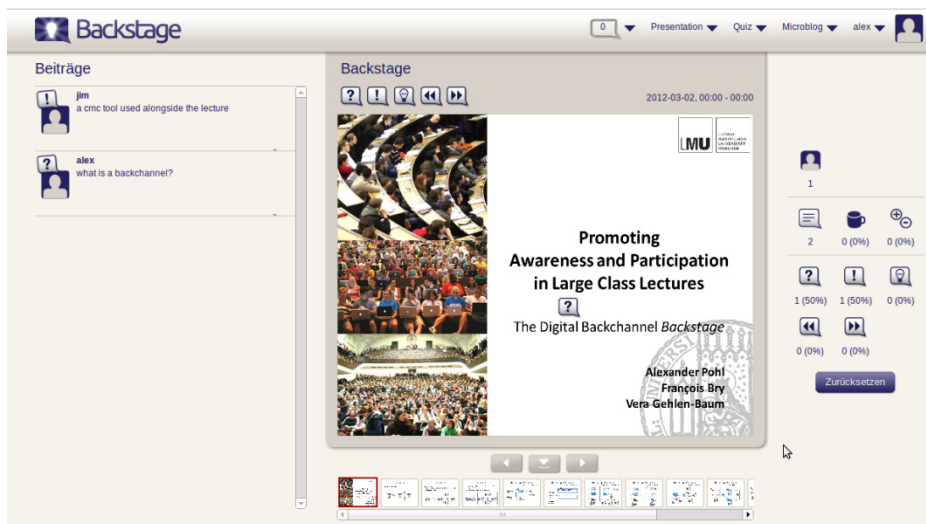 Backstage
0
Presentation
Quiz
Microblog
alex
Beiträge
jim
a cmc tool used alongside the lecture
alex
what is a backchannel?
Backstage
2012-03-02, 00:00 - 00:00
LMU
Promoting
Awareness and Participation
in Large Class Lectures
The Digital Backchannel Backstage
Alexander Pohl
François Bry
Vera Gehlen-Baum
1
2
0 (0%)
0 (0%)
1 (50%)
1 (50%)
0 (0%)
0 (0%)
0 (0%)
Zurücksetzen